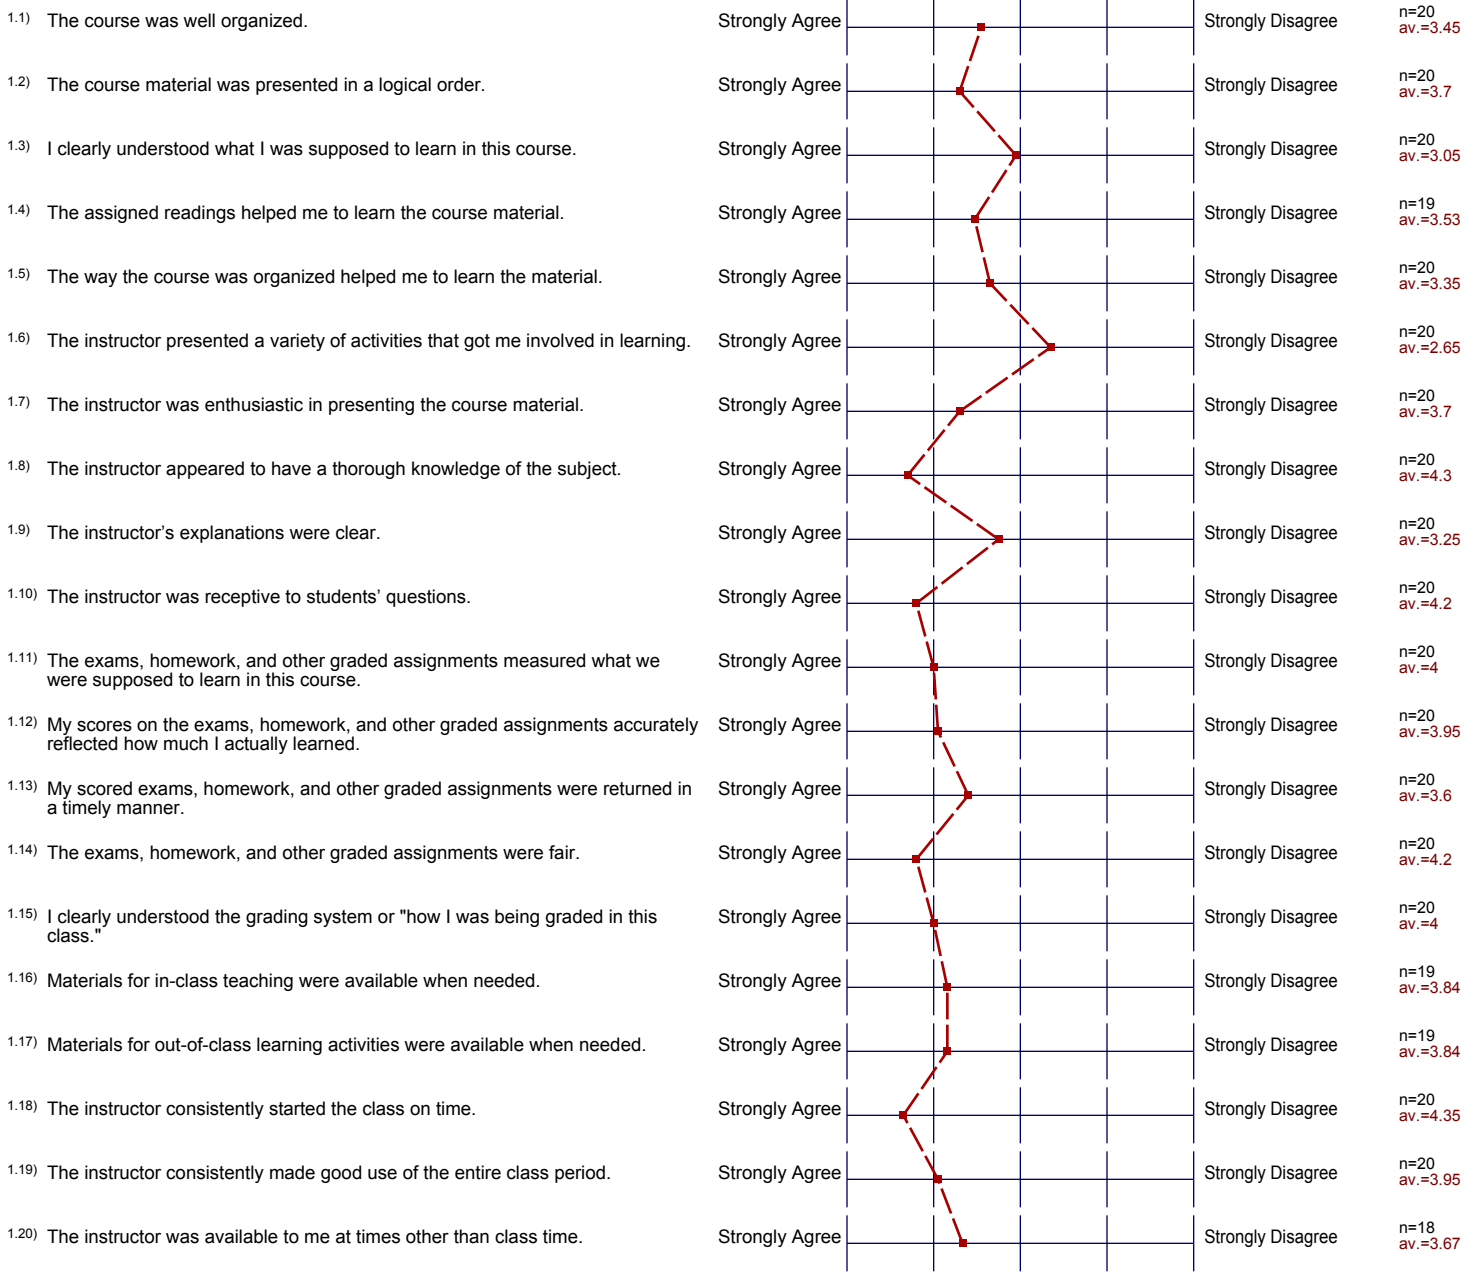 1.1) The course was well organized. Strongly Agree Strongly Disagree n=20
av.=3.45
1.2) The course material was presented in a logical order. Strongly Agree Strongly Disagree n=20
av.=3.7
1.3) I clearly understood what I was supposed to learn in this course. Strongly Agree Strongly Disagree n=20
av.=3.05
1.4) The assigned readings helped me to learn the course material. Strongly Agree Strongly Disagree n=19
av.=3.53
1.5) The way the course was organized helped me to learn the material. Strongly Agree Strongly Disagree n=20
av.=3.35
1.6) The instructor presented a variety of activities that got me involved in learning. Strongly Agree Strongly Disagree n=20
av.=2.65
1.7) The instructor was enthusiastic in presenting the course material. Strongly Agree Strongly Disagree n=20
av.=3.7
1.8) The instructor appeared to have a thorough knowledge of the subject. Strongly Agree Strongly Disagree n=20
av.=4.3
1.9) The instructor’s explanations were clear. Strongly Agree Strongly Disagree n=20
av.=3.25
1.10) The instructor was receptive to students’ questions. Strongly Agree Strongly Disagree n=20
av.=4.2
1.11) The exams, homework, and other graded assignments measured what we Strongly Agree Strongly Disagree n=20
were supposed to learn in this course. av.=4
1.12) My scores on the exams, homework, and other graded assignments accurately Strongly Agree Strongly Disagree n=20
reflected how much I actually learned. av.=3.95
1.13) My scored exams, homework, and other graded assignments were returned in Strongly Agree Strongly Disagree n=20
a timely manner. av.=3.6
1.14) The exams, homework, and other graded assignments were fair. Strongly Agree Strongly Disagree n=20
av.=4.2
1.15) I clearly understood the grading system or "how I was being graded in this Strongly Agree Strongly Disagree n=20
class." av.=4
1.16) Materials for in-class teaching were available when needed. Strongly Agree Strongly Disagree n=19
av.=3.84
1.17) Materials for out-of-class learning activities were available when needed. Strongly Agree Strongly Disagree n=19
av.=3.84
1.18) The instructor consistently started the class on time. Strongly Agree Strongly Disagree n=20
av.=4.35
1.19) The instructor consistently made good use of the entire class period. Strongly Agree Strongly Disagree n=20
av.=3.95
1.20) The instructor was available to me at times other than class time. Strongly Agree Strongly Disagree n=18
av.=3.67